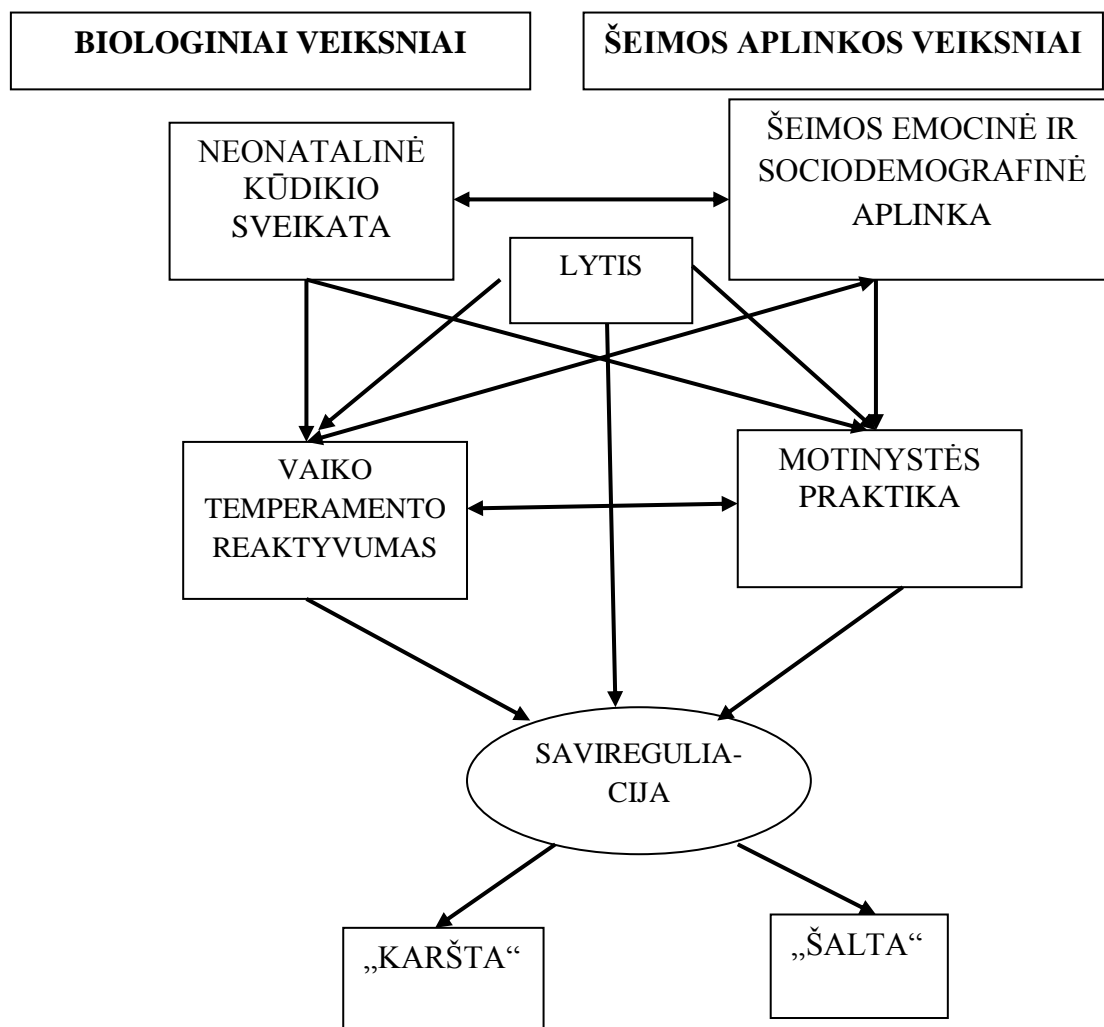 BIOLOGINIAI VEIKSNIAI
ŠEIMOS APLINKOS VEIKSNIAI
NEONATALINĖ
KŪDIKIO
SVEIKATA
ŠEIMOS EMOCINĖ IR
SOCIODEMOGRAFINĖ
APLINKA
LYTIS
VAIKO
TEMPERAMENTO
REAKTYVUMAS
MOTINYSTĖS
PRAKTIKA
SAVIREGULIA-
CIJA
„KARŠTA“
„ŠALTA“